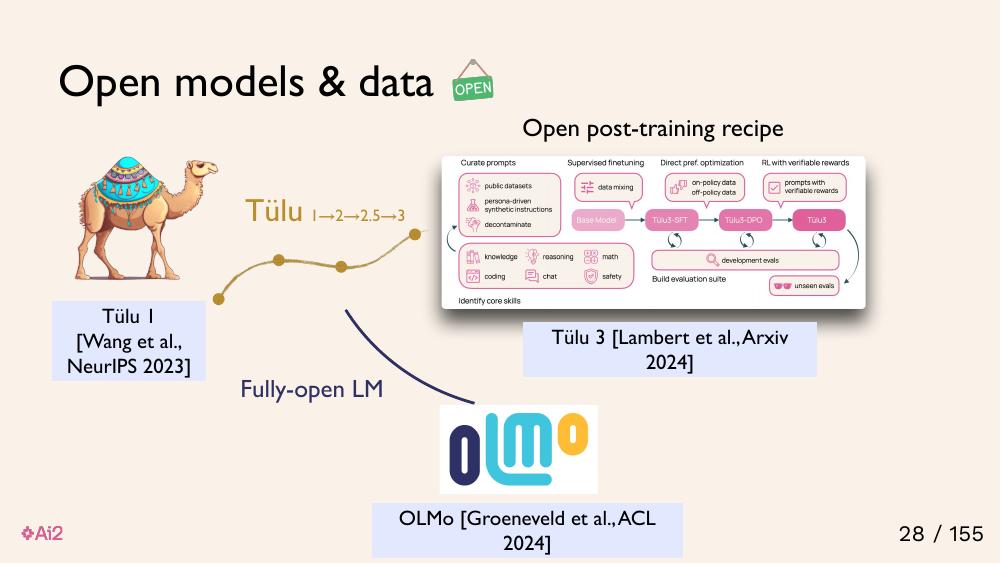 Open models & data
OPEN
Open post-training recipe
Tülu 1→2→2.5→3
Tülu 1
[Wang et al.,
NeurIPS 2023]
Curate prompts
public datasets
persona-driven
synthetic instructions
decontaminate
knowledge
reasoning
math
coding
chat
safety
Identify core skills
Supervised finetuning
data mixing
Direct pref. optimization
on-policy data
off-policy data
RL with verifiable rewards
prompts with
verifiable rewards
Base Model
Tülu3-SFT
Tülu3-DPO
Tülu3
development evals
Build evaluation suite
unseen evals
Tülu 3 [Lambert et al., Arxiv
2024]
Fully-open LM
OLMo
OLMo [Groeneveld et al., ACL
2024]
Ai2
28 / 155